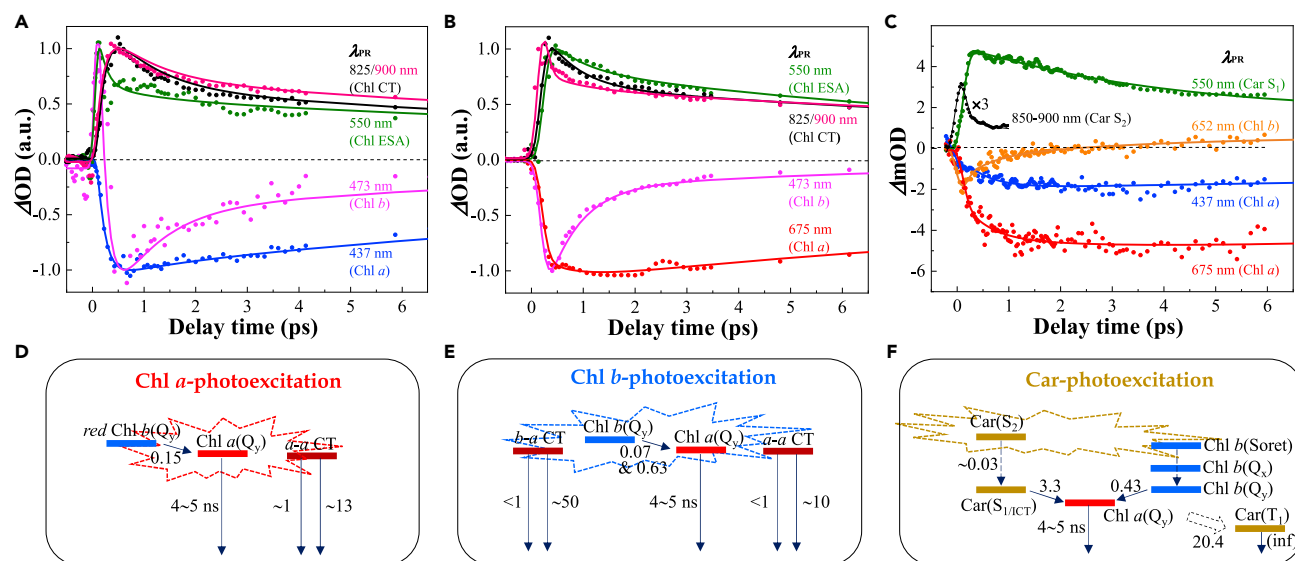 A
1.0
0.5
0.0
-0.5
-1.0
ΔOD (a.u.)
λPR
825/900 nm
(Chl CT)
550 nm
(Chl ESA)
473 nm
(Chl b)
437 nm
(Chl a)
0 1 2 3 4 5 6
Delay time (ps)
B
1.0
0.5
0.0
-0.5
-1.0
ΔOD (a.u.)
λPR
550 nm
(Chl ESA)
825/900 nm
(Chl CT)
473 nm
(Chl b)
675 nm
(Chl a)
0 1 2 3 4 5 6
Delay time (ps)
C
4
2
0
-2
-4
-6
ΔmOD
λPR
550 nm (Car S1)
×3
850-900 nm (Car S2)
652 nm (Chl b)
437 nm (Chl a)
675 nm (Chl a)
0 1 2 3 4 5 6
Delay time (ps)
D
Chl a-photoexcitation
red Chl b(Qy)
Chl a(Qy)
a-a CT
0.15
4~5 ns
~1
~13
E
Chl b-photoexcitation
b-a CT
Chl b(Qy)
Chl a(Qy)
a-a CT
0.07
& 0.63
<1
~50
4~5 ns
<1
~10
F
Car-photoexcitation
Car(S2)
Chl b(Soret)
Chl b(Qx)
Chl b(Qy)
~0.03
3.3
0.43
Car(S1/ICT)
Chl a(Qy)
Car(T1)
4~5 ns
20.4
(inf)